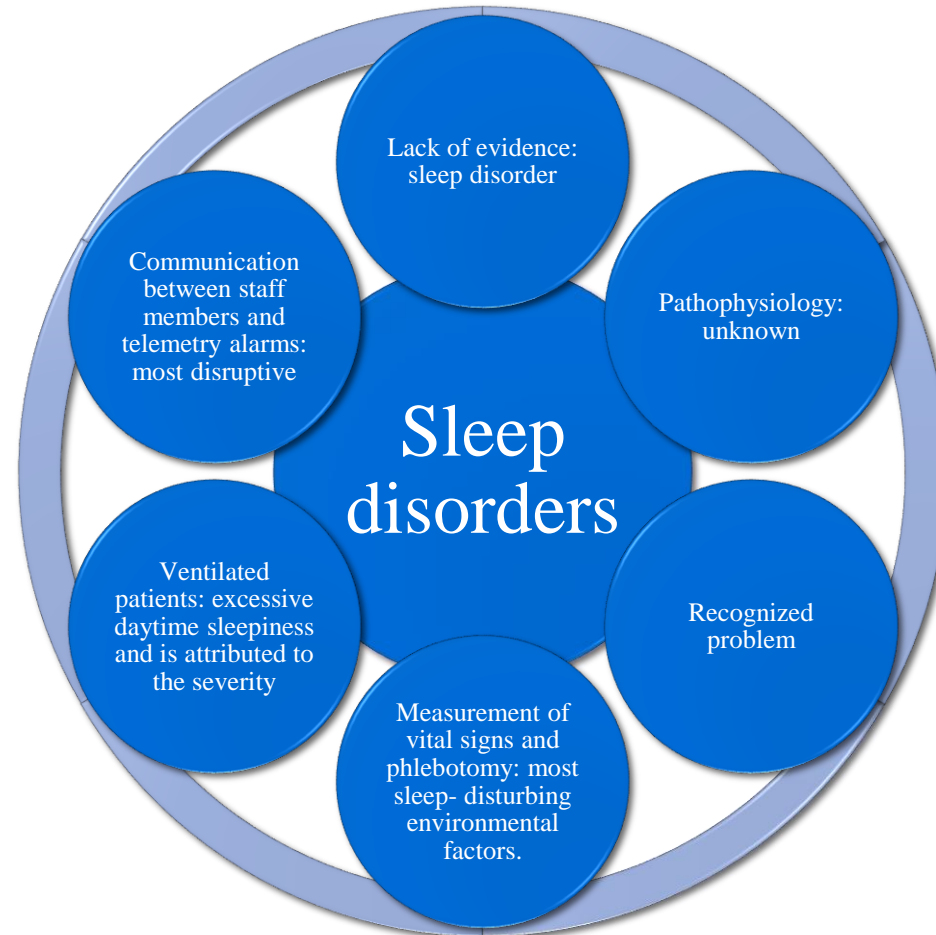 Lack of evidence:
sleep disorder
Pathophysiology:
unknown
Recognized
problem
Measurement of
vital signs and
phlebotomy: most
sleep- disturbing
environmental
factors.
Ventilated
patients: excessive
daytime sleepiness
and is attributed to
the severity
Communication
between staff
members and
telemetry alarms:
most disruptive
Sleep
disorders